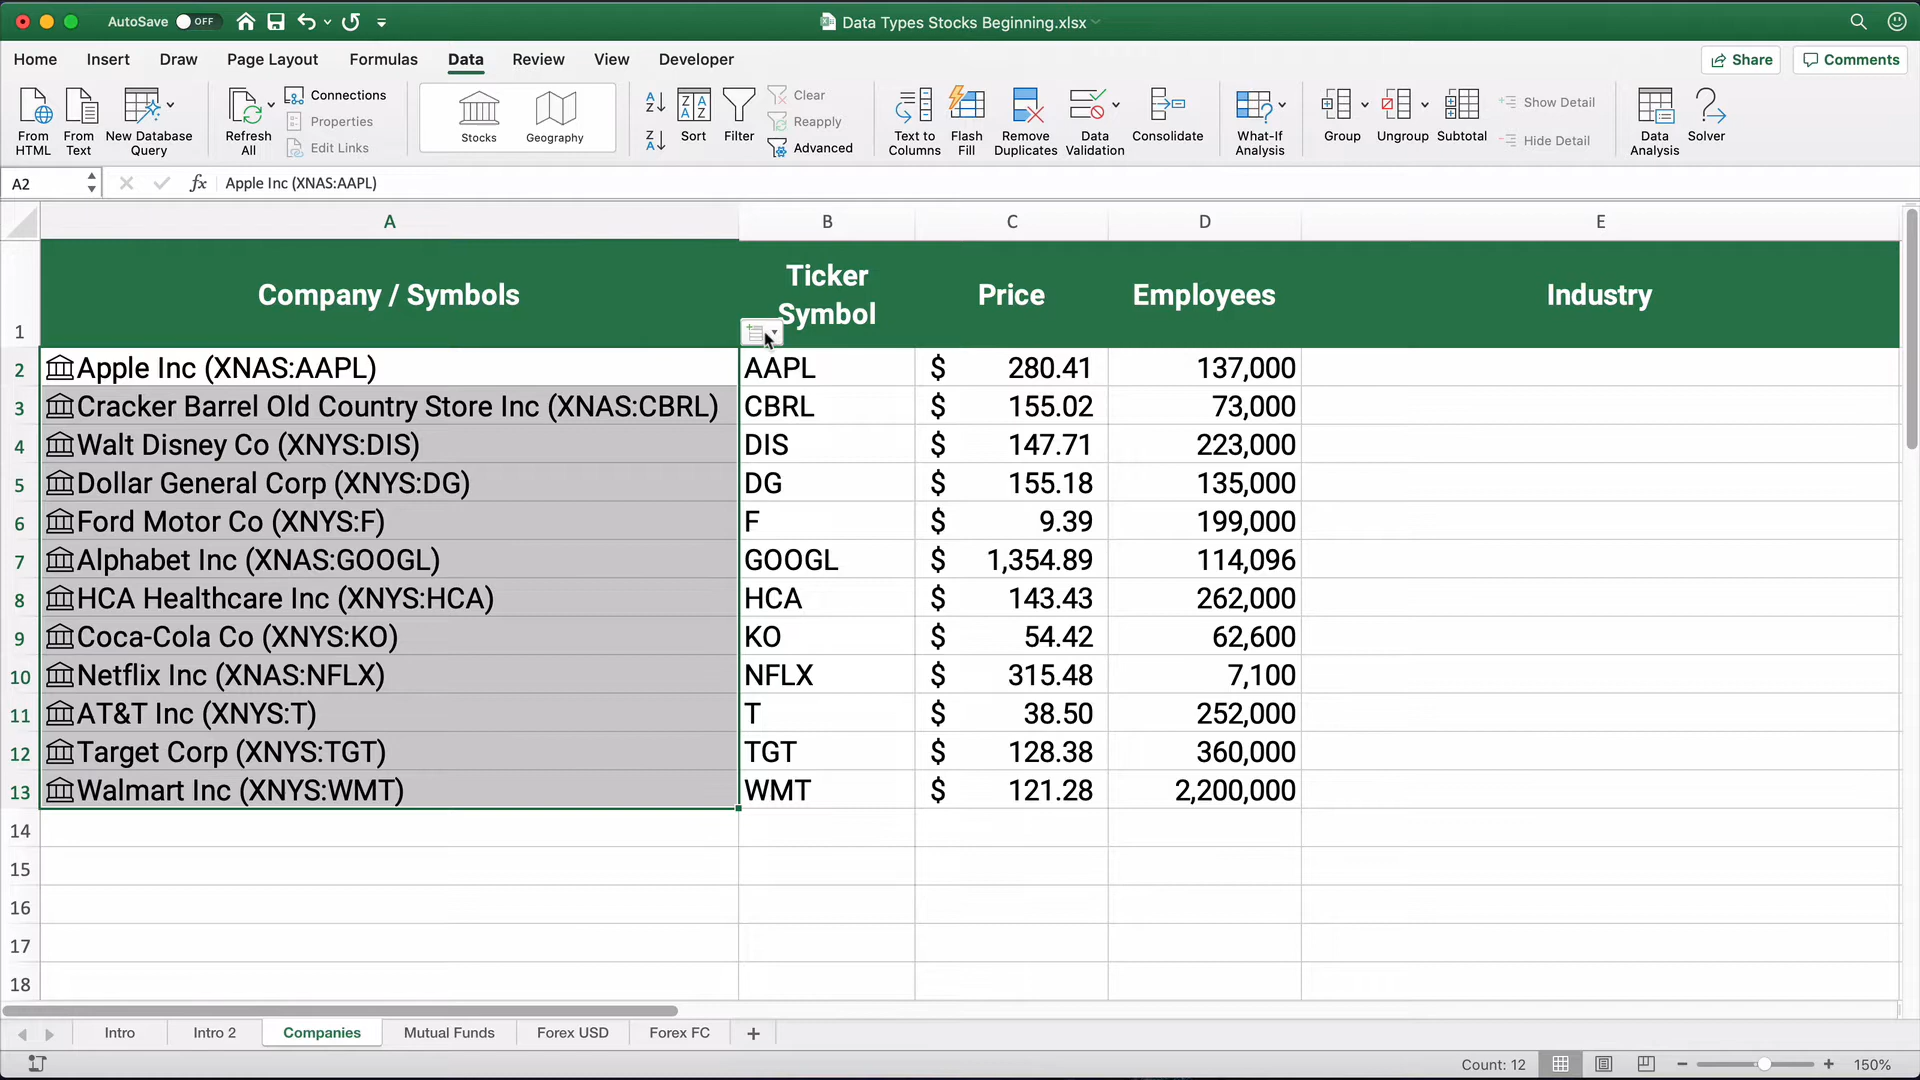 AutoSave OFF
Data Types Stocks Beginning.xlsx
Home Insert Draw Page Layout Formulas Data Review View Developer Share Comments
From HTML
From Text
New Database Query
Refresh All
Connections
Properties
Edit Links
Stocks
Geography
Sort
Filter
Clear
Reapply
Advanced
Text to Columns
Flash Fill
Remove Duplicates
Data Validation
Consolidate
What-If Analysis
Group
Ungroup
Subtotal
Show Detail
Hide Detail
Data Analysis
Solver
A2 fx Apple Inc (XNAS:AAPL)
A B C D E
1 Company / Symbols Ticker Symbol Price Employees Industry
2 Apple Inc (XNAS:AAPL) AAPL $ 280.41 137,000
3 Cracker Barrel Old Country Store Inc (XNAS:CBRL) CBRL $ 155.02 73,000
4 Walt Disney Co (XNYS:DIS) DIS $ 147.71 223,000
5 Dollar General Corp (XNYS:DG) DG $ 155.18 135,000
6 Ford Motor Co (XNYS:F) F $ 9.39 199,000
7 Alphabet Inc (XNAS:GOOGL) GOOGL $ 1,354.89 114,096
8 HCA Healthcare Inc (XNYS:HCA) HCA $ 143.43 262,000
9 Coca-Cola Co (XNYS:KO) KO $ 54.42 62,600
10 Netflix Inc (XNAS:NFLX) NFLX $ 315.48 7,100
11 AT&T Inc (XNYS:T) T $ 38.50 252,000
12 Target Corp (XNYS:TGT) TGT $ 128.38 360,000
13 Walmart Inc (XNYS:WMT) WMT $ 121.28 2,200,000
14
15
16
17
18
Intro Intro 2 Companies Mutual Funds Forex USD Forex FC
Count: 12 150%